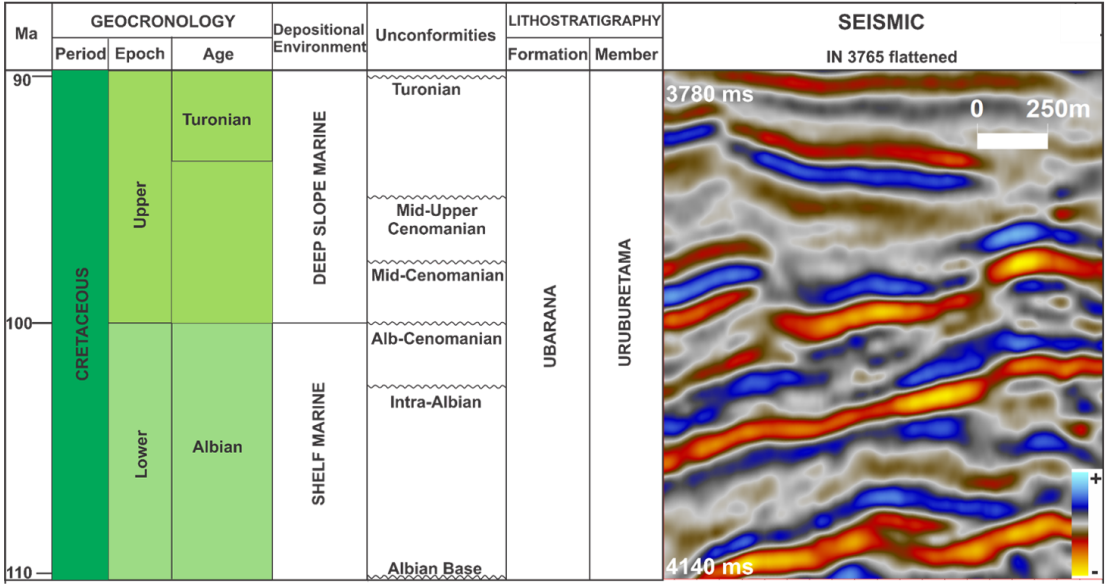 Ma
GEOCRONOLOGY
Period
Epoch
Age
Depositional
Environment
Unconformities
LITHOSTRATIGRAPHY
Formation
Member
SEISMIC
IN 3765 flattened
90
100
110
CRETACEOUS
Upper
Lower
Turonian
Albian
DEEP SLOPE MARINE
SHELF MARINE
Turonian
Mid-Upper
Cenomanian
Mid-Cenomanian
Alb-Cenomanian
Intra-Albian
Albian Base
UBARANA
URUBURETAMA
3780 ms
0 250m
+
-
4140 ms